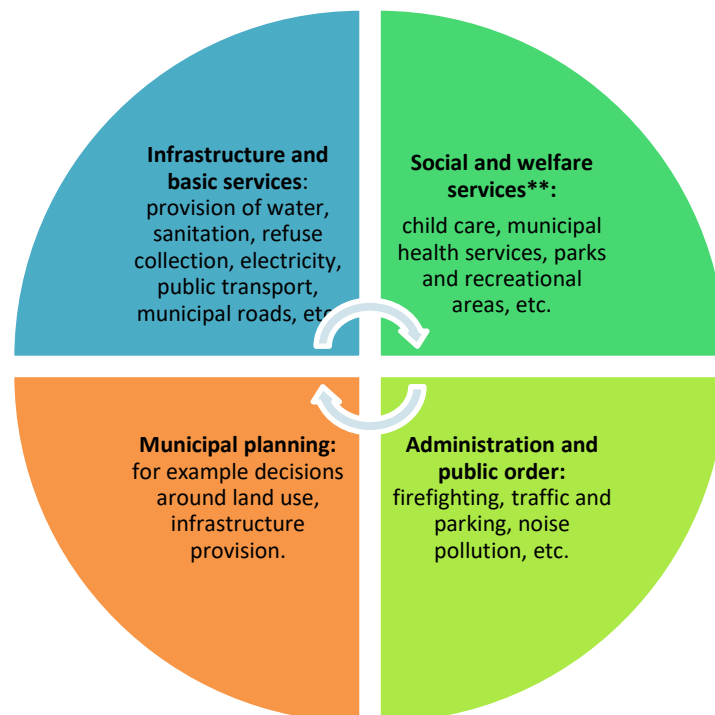 Infrastructure and
basic services:
provision of water,
sanitation, refuse
collection, electricity,
public transport,
municipal roads, etc.
Social and welfare
services**:
child care, municipal
health services, parks
and recreational
areas, etc.
Municipal planning:
for example decisions
around land use,
infrastructure
provision.
Administration and
public order:
firefighting, traffic and
parking, noise
pollution, etc.